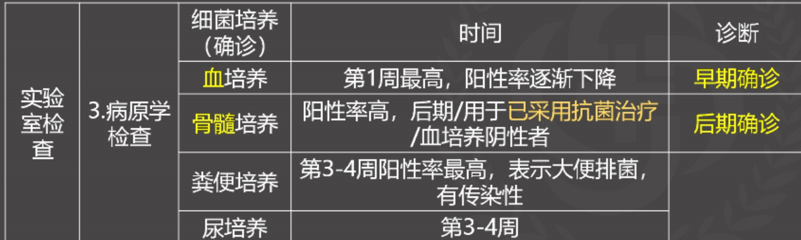 细菌培养
（确诊）
时间
诊断
实验
室检
查
3.病原学
检查
血培养
第1周最高，阳性率逐渐下降
早期确诊
骨髓培养
阳性率高，后期/用于已采用抗菌治疗
/血培养阴性者
后期确诊
粪便培养
第3-4周阳性率最高，表示大便排菌，
有传染性
尿培养
第3-4周